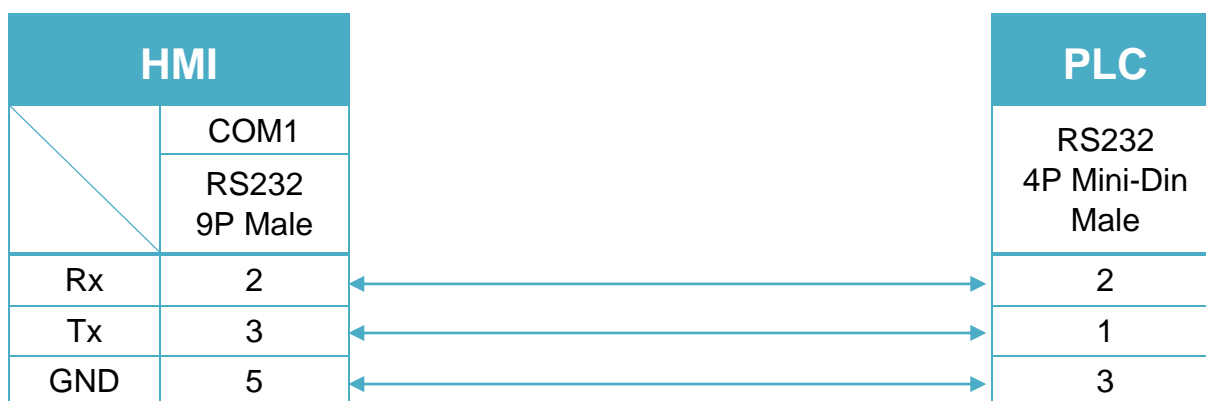 HMI
PLC
COM1
RS232
9P Male
RS232
4P Mini-Din
Male
Rx 2 2
Tx 3 1
GND 5 3